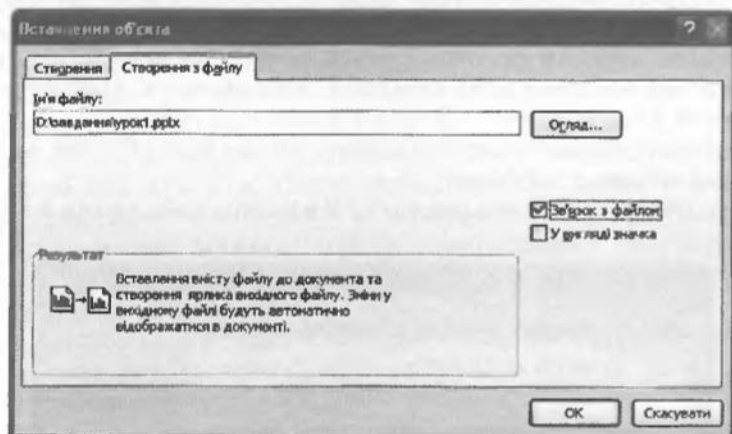 Вставлення об'єкта
Створення
Створення з файлу
Ім'я файлу:
D:\завдання\урок1.pptx
Огляд...
Зв'язок з файлом
У вигляді значка
Результат
Вставлення вмісту файлу до документа та
створення ярлика вихідного файлу. Зміни у
вихідному файлі будуть автоматично
відображатися в документі.
ОК
Скасувати